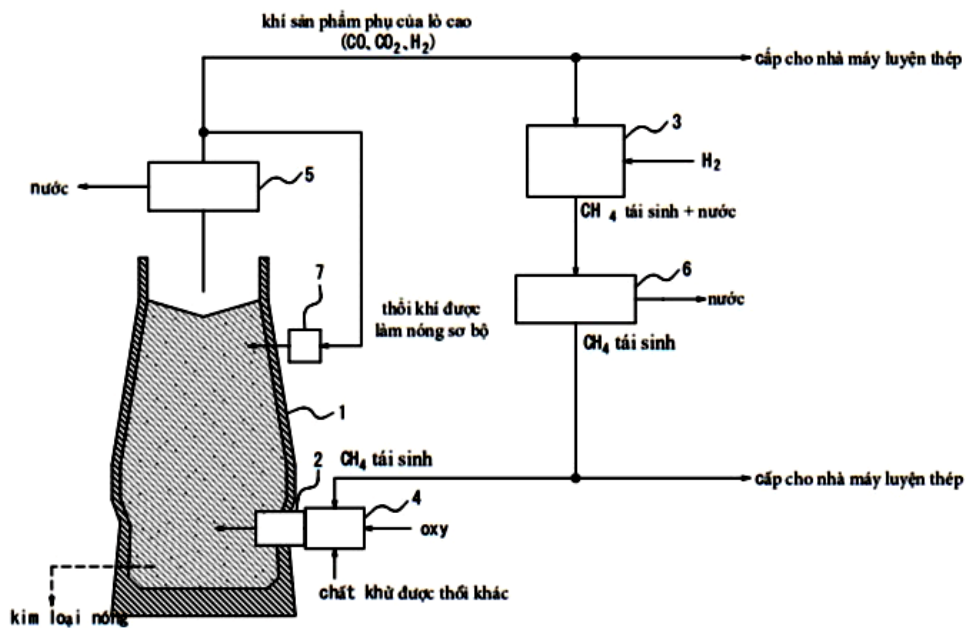 khí sản phẩm phụ của lò cao
(CO、CO₂、H₂)
cấp cho nhà máy luyện thép
3
H₂
5
nước
CH ₄ tái sinh + nước
6
nước
7
thổi khí được
làm nóng sơ bộ
CH₄ tái sinh
1
2
CH₄ tái sinh
4
cấp cho nhà máy luyện thép
oxy
chất khử được thổi khác
kim loại nóng